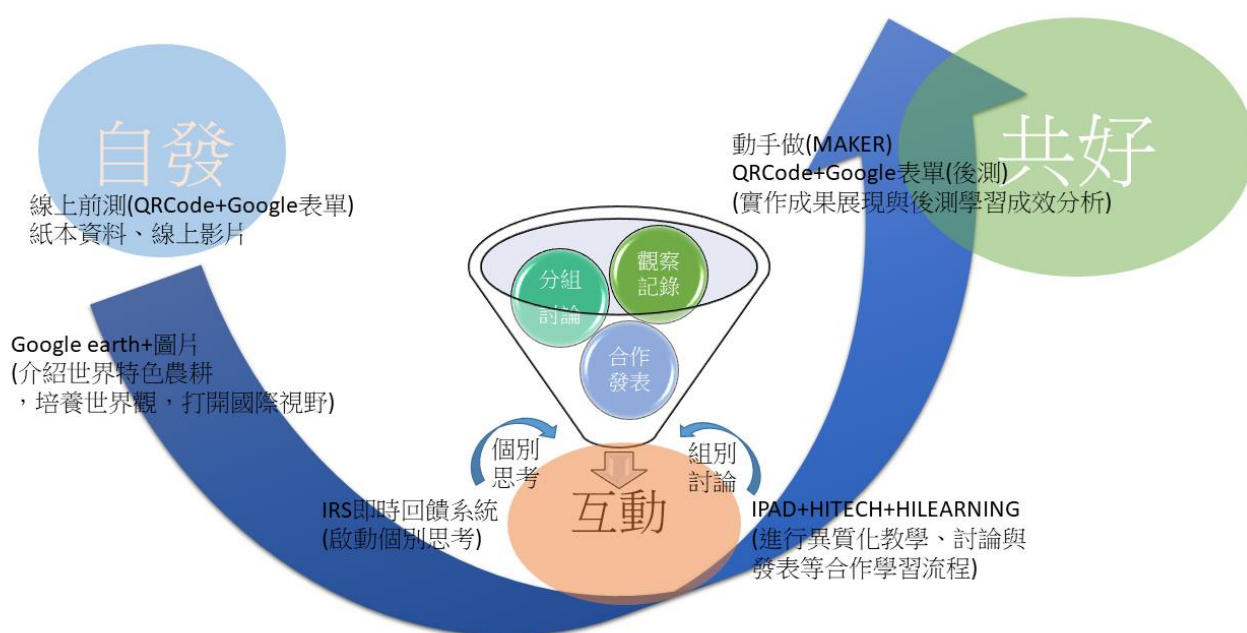 自發
線上前測(QRCode+Google表單)
紙本資料、線上影片
Google earth+圖片
(介紹世界特色農耕
，培養世界觀，打開國際視野)
分組
討論
觀察
記錄
合作
發表
個別
思考
組別
討論
互動
IRS即時回饋系統
(啟動個別思考)
IPAD+HITECH+HILEARNING
(進行異質化教學、討論與
發表等合作學習流程)
動手做(MAKER)
QRCode+Google表單(後測)
(實作成果展現與後測學習成效分析)
共好